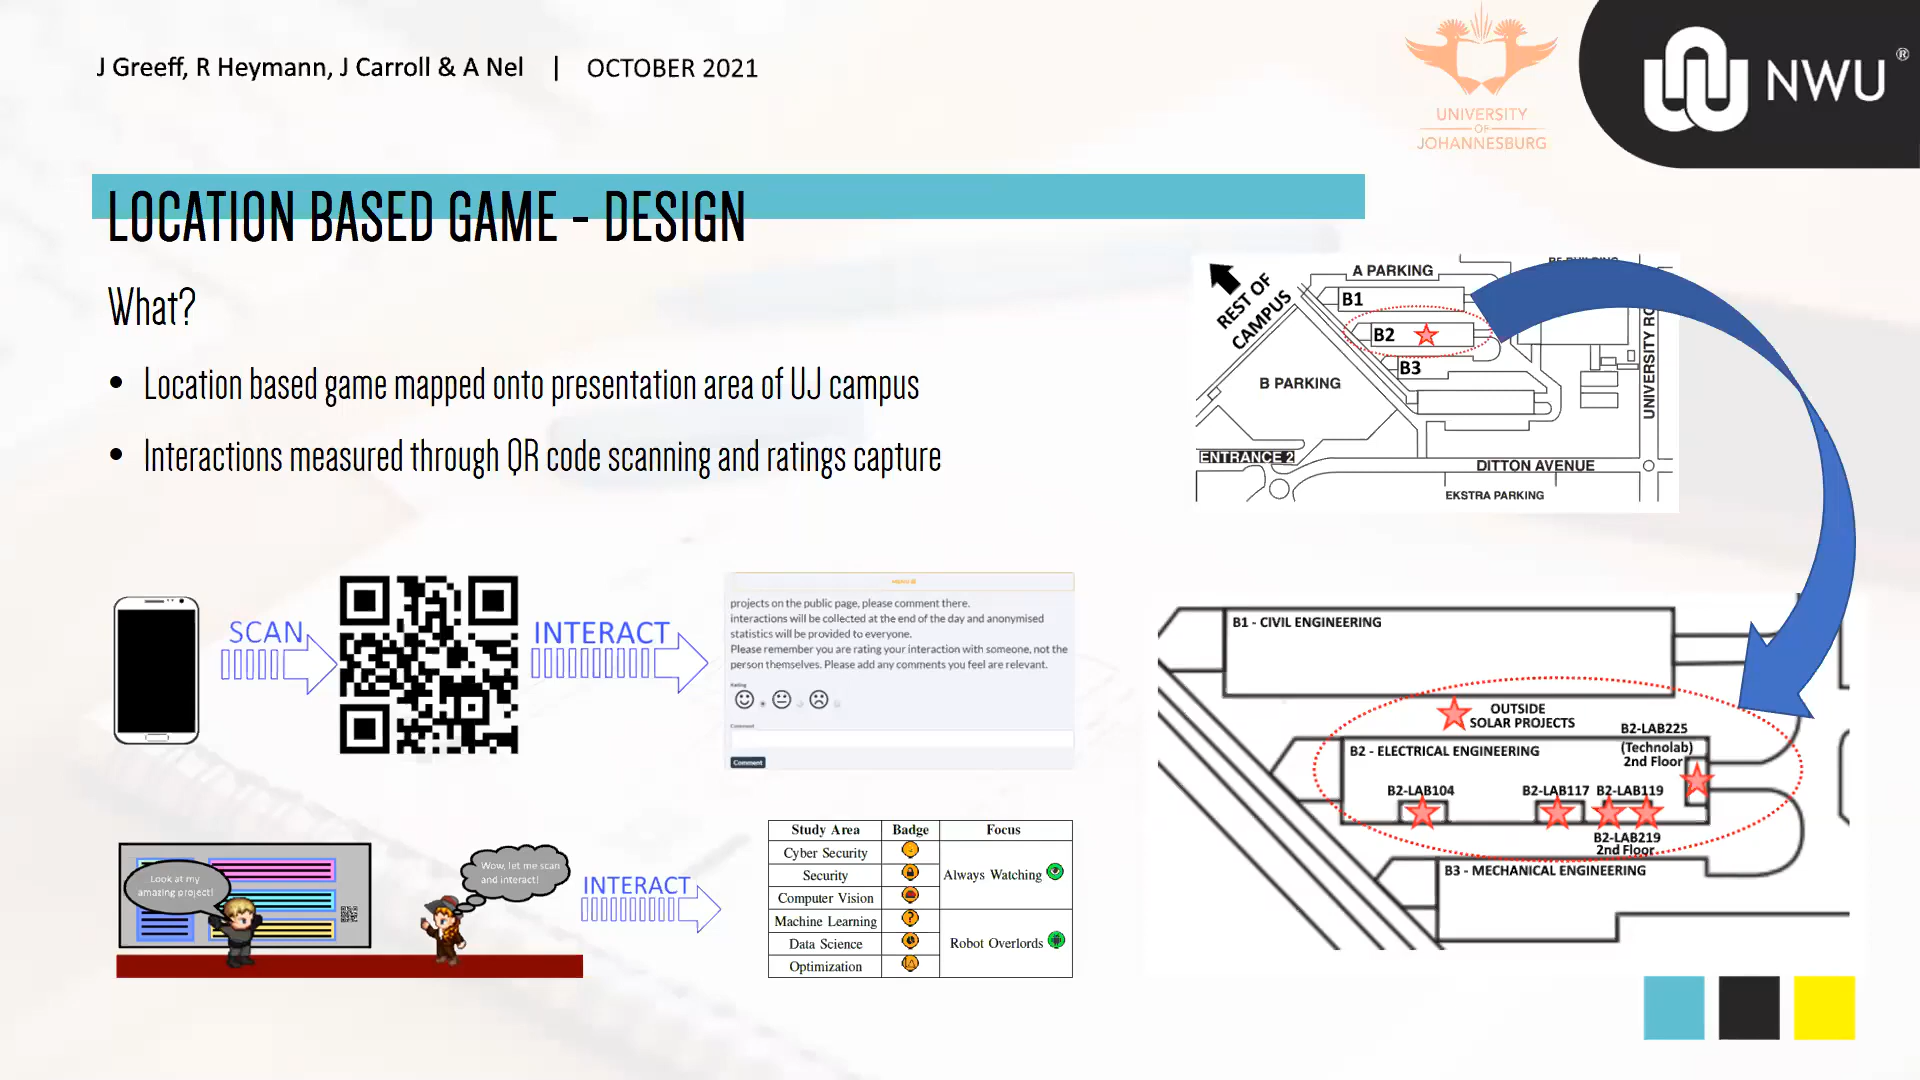 J Greeff, R Heymann, J Carroll & A Nel | OCTOBER 2021
UNIVERSITY
OF
JOHANNESBURG
NWU®
LOCATION BASED GAME - DESIGN
What?
• Location based game mapped onto presentation area of UJ campus
• Interactions measured through QR code scanning and ratings capture
A PARKING
REST OF
CAMPUS
B1
B2
B3
B PARKING
UNIVERSITY RO
ENTRANCE 2
DITTON AVENUE
EKSTRA PARKING
SCAN
INTERACT
projects on the public page, please comment there.
interactions will be collected at the end of the day and anonymised
statistics will be provided to everyone.
Please remember you are rating your interaction with someone, not the
person themselves. Please add any comments you feel are relevant.
Rating
Comment
Comment
B1 - CIVIL ENGINEERING
OUTSIDE
SOLAR PROJECTS
B2 - ELECTRICAL ENGINEERING
B2-LAB225
(Technolab)
2nd Floor
B2-LAB104
B2-LAB117
B2-LAB119
B2-LAB219
2nd Floor
B3 - MECHANICAL ENGINEERING
Look at my
amazing project!
Wow, let me scan
and interact!
INTERACT
Study Area Badge Focus
Cyber Security
Security
Always Watching
Computer Vision
Machine Learning
Data Science
Robot Overlords
Optimization